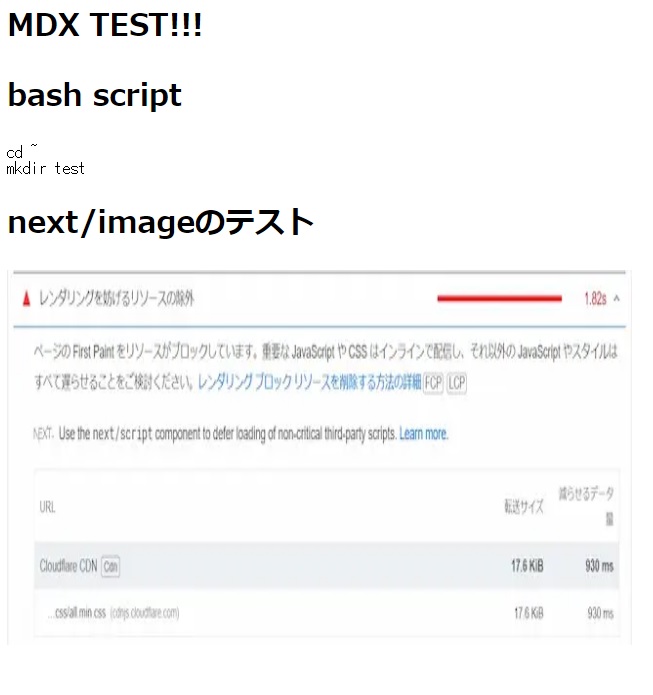 MDX TEST!!!
bash script
cd ~
mkdir test
next/imageのテスト
レンダリングを妨げるリソースの除外 1.82s
ページの First Paint をリソースがブロックしています。重要な JavaScript や CSS はインラインで配信し、それ以外の JavaScript やスタイルは
すべて遅らせることをご検討ください。レンダリング ブロック リソースを削除する方法の詳細 FCP LCP
NEXT. Use the next/script component to defer loading of non-critical third-party scripts. Learn more.
URL 転送サイズ 減らせるデータ
量
Cloudflare CDN Cdn 17.6 KiB 930 ms
…css/all.min.css (cdnjs.cloudflare.com) 17.6 KiB 930 ms